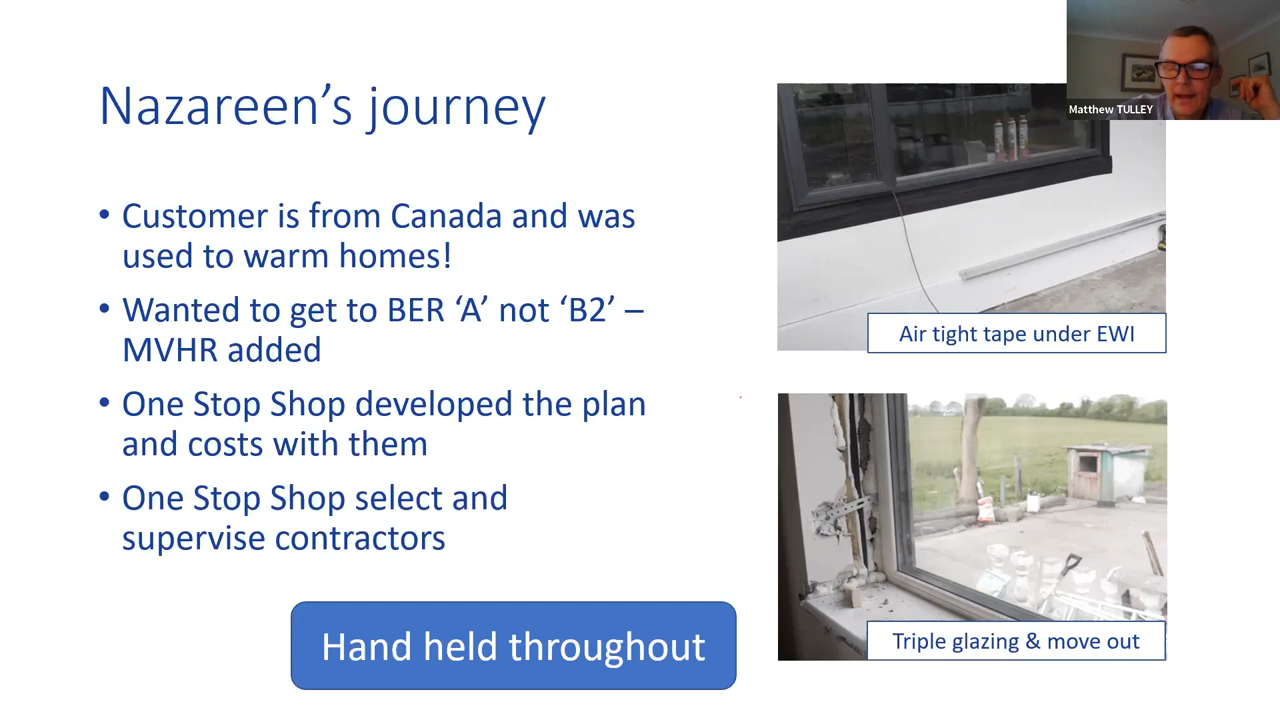 Nazareen’s journey
• Customer is from Canada and was
used to warm homes!
• Wanted to get to BER ‘A’ not ‘B2’ –
MVHR added
• One Stop Shop developed the plan
and costs with them
• One Stop Shop select and
supervise contractors
Hand held throughout
Matthew TULLEY
Air tight tape under EWI
Triple glazing & move out